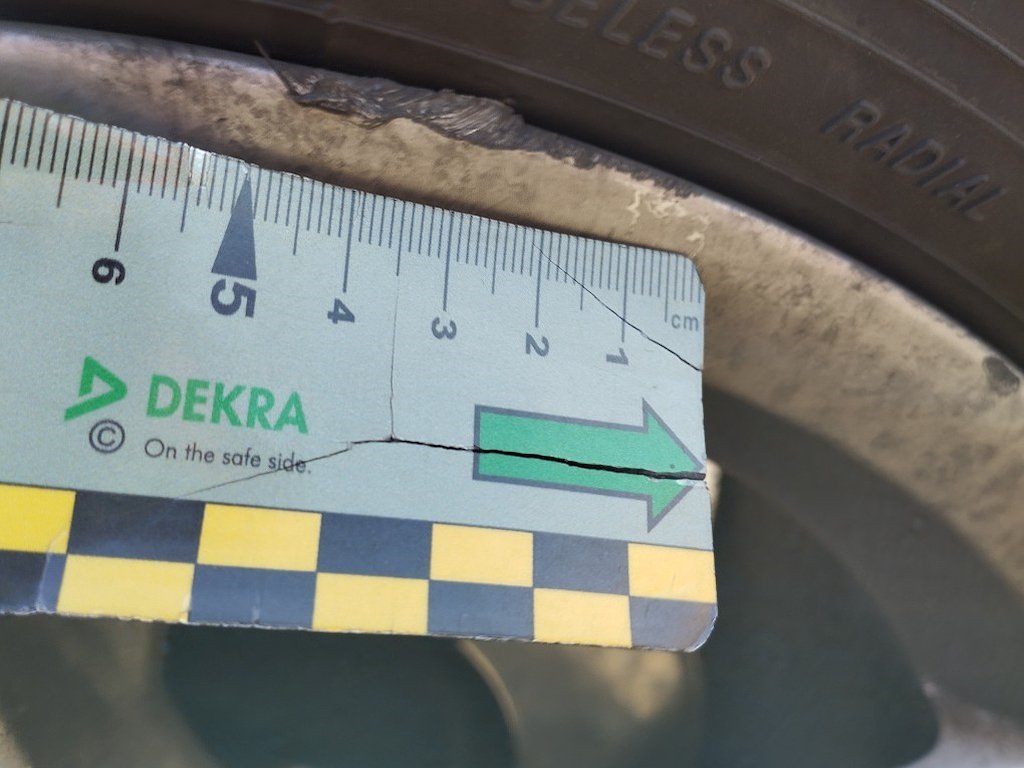 ELESS RADIAL
6 5 4 3 2 1 cm
DEKRA
©
On the safe side.